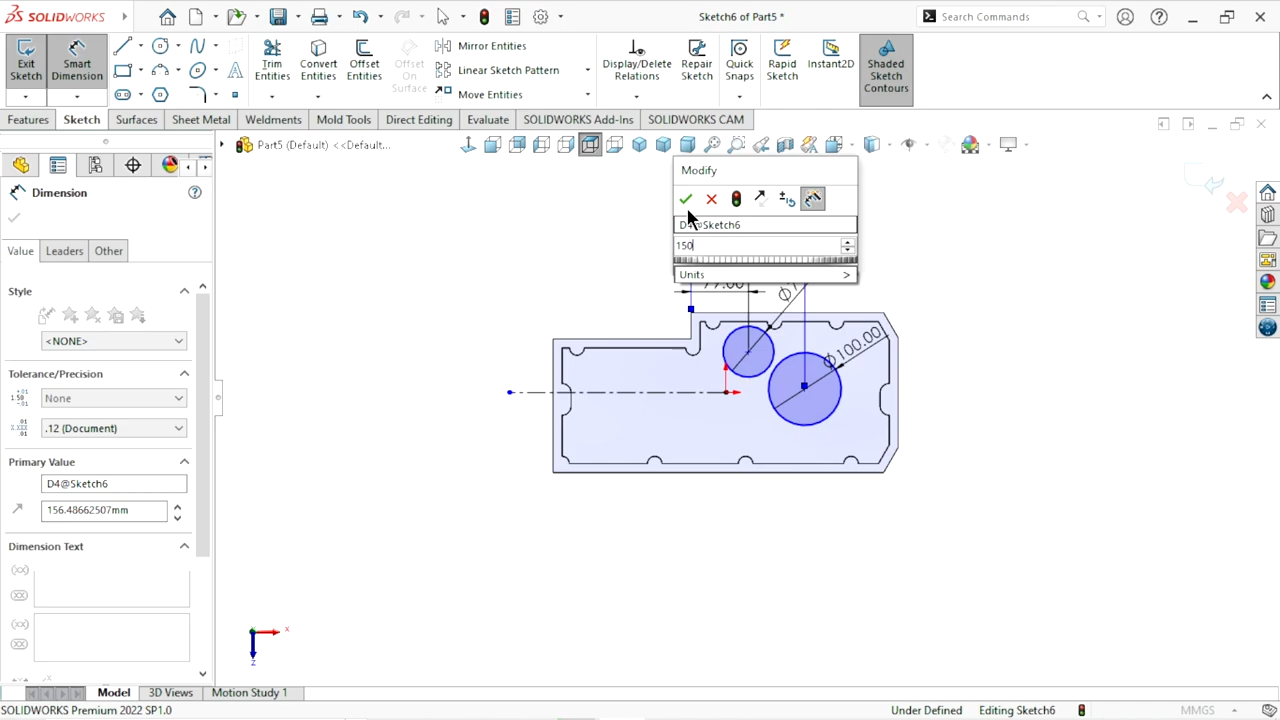 SOLIDWORKS
Sketch6 of Part5 *
Search Commands
Exit Sketch
Smart Dimension
Trim Entities
Convert Entities
Offset Entities
Offset On Surface
Mirror Entities
Linear Sketch Pattern
Move Entities
Display/Delete Relations
Repair Sketch
Quick Snaps
Rapid Sketch
Instant2D
Shaded Sketch Contours
Features
Sketch
Surfaces
Sheet Metal
Weldments
Mold Tools
Direct Editing
Evaluate
SOLIDWORKS Add-Ins
SOLIDWORKS CAM
Part5 (Default) <<Default...
Dimension
Value
Leaders
Other
Style
<NONE>
Tolerance/Precision
None
.12 (Document)
Primary Value
D4@Sketch6
156.48662507mm
Dimension Text
Modify
D4@Sketch6
150
Units >
Φ100.00
x
z
Model
3D Views
Motion Study 1
SOLIDWORKS Premium 2022 SP1.0
Under Defined
Editing Sketch6
MMGS